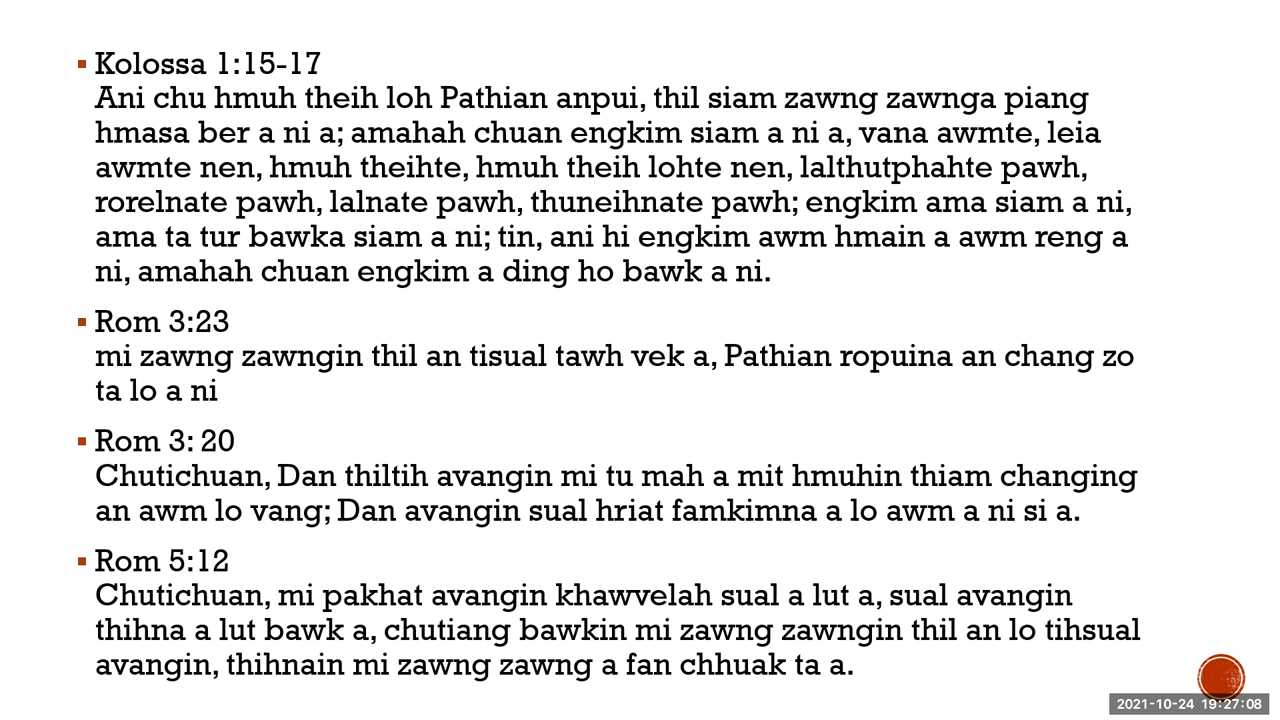 ▪ Kolossa 1:15-17
Ani chu hmuh theih loh Pathian anpui, thil siam zawng zawnga piang
hmasa ber a ni a; amahah chuan engkim siam a ni a, vana awmte, leia
awmte nen, hmuh theihte, hmuh theih lohte nen, lalthutphahte pawh,
rorelnate pawh, lalnate pawh, thuneihnate pawh; engkim ama siam a ni,
ama ta tur bawka siam a ni; tin, ani hi engkim awm hmain a awm reng a
ni, amahah chuan engkim a ding ho bawk a ni.
▪ Rom 3:23
mi zawng zawngin thil an tisual tawh vek a, Pathian ropuina an chang zo
ta lo a ni
▪ Rom 3: 20
Chutichuan, Dan thiltih avangin mi tu mah a mit hmuhin thiam changing
an awm lo vang; Dan avangin sual hriat famkimna a lo awm a ni si a.
▪ Rom 5:12
Chutichuan, mi pakhat avangin khawvelah sual a lut a, sual avangin
thihna a lut bawk a, chutiang bawkin mi zawng zawngin thil an lo tihsual
avangin, thihnain mi zawng zawng a fan chhuak ta a.
2021-10-24 19:27:08